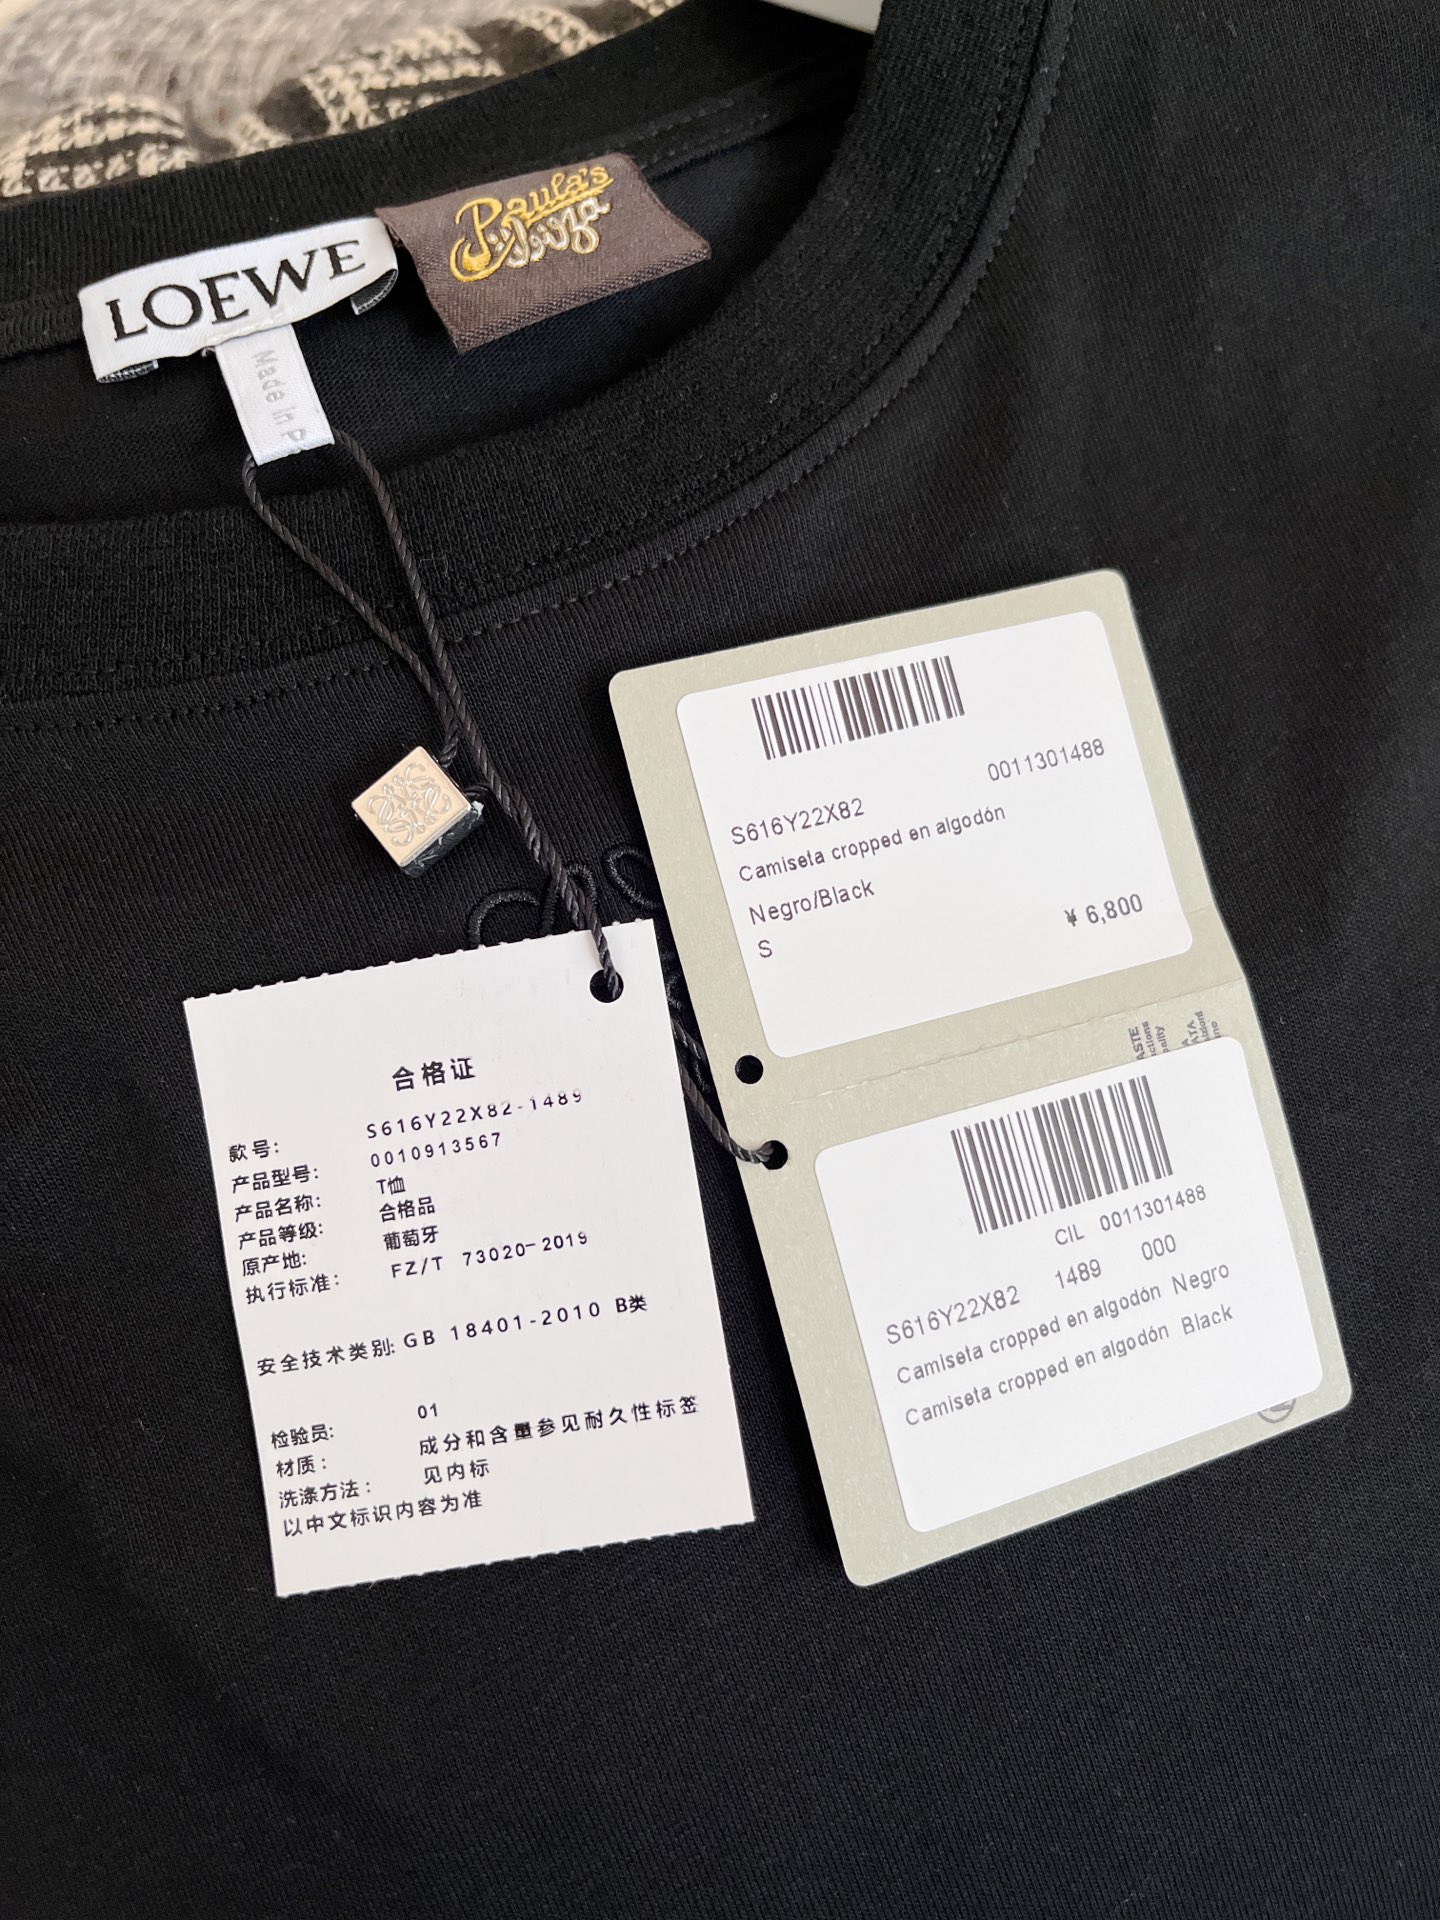 LOEWE
Made in P
Paula's
Ibiza
0011301488
S616Y22X82
Camiseta cropped en algodón
Negro/Black
S
¥ 6,800
CIL 0011301488
S616Y22X82 1489 000
Camiseta cropped en algodón Negro
Camiseta cropped en algodón Black
合格证
款号: S616Y22X82-1489
产品型号: 0010913567
产品名称: T恤
产品等级: 合格品
原产地: 葡萄牙
执行标准: FZ/T 73020-2019
安全技术类别: GB 18401-2010 B类
检验员: 01
材质: 成分和含量参见耐久性标签
洗涤方法: 见内标
以中文标识内容为准